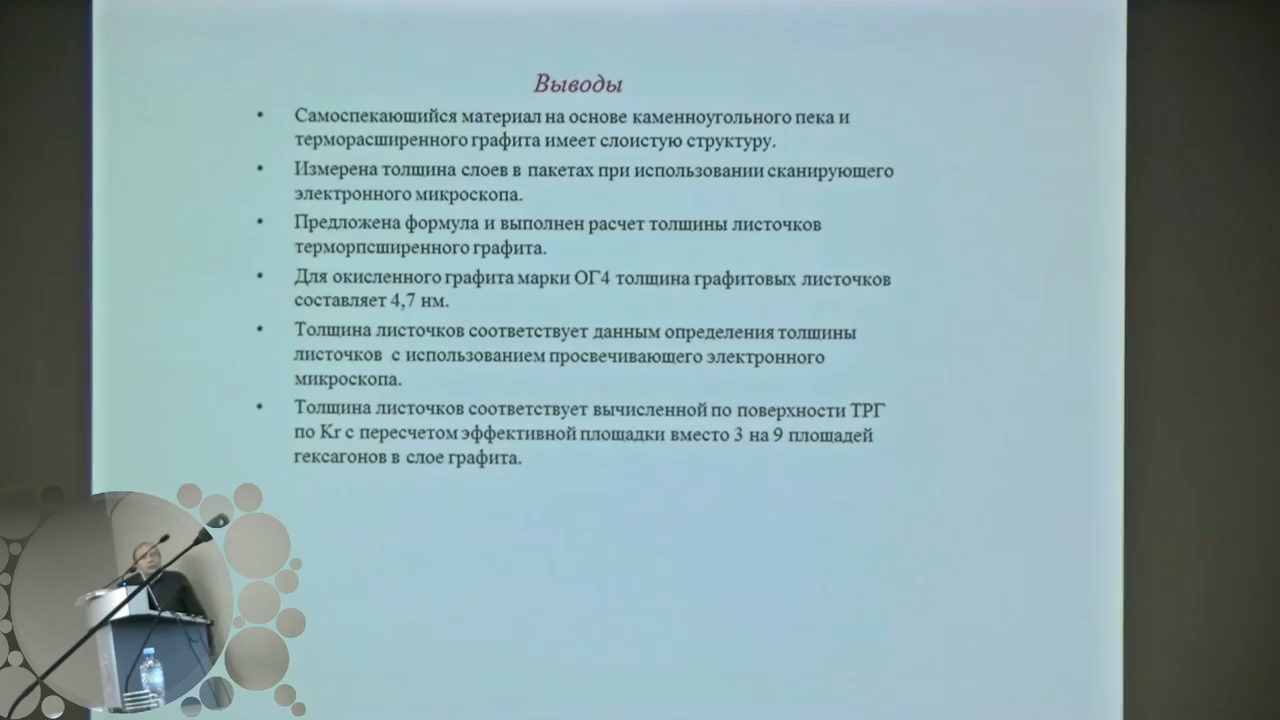 Выводы
• Самоспекающийся материал на основе каменноугольного пека и
терморасширенного графита имеет слоистую структуру.
• Измерена толщина слоев в пакетах при использовании сканирующего
электронного микроскопа.
• Предложена формула и выполнен расчет толщины листочков
терморпсширенного графита.
• Для окисленного графита марки ОГ4 толщина графитовых листочков
составляет 4,7 нм.
• Толщина листочков соответствует данным определения толщины
листочков с использованием просвечивающего электронного
микроскопа.
• Толщина листочков соответствует вычисленной по поверхности ТРГ
по Kr с пересчетом эффективной площадки вместо 3 на 9 площадей
гексагонов в слое графита.